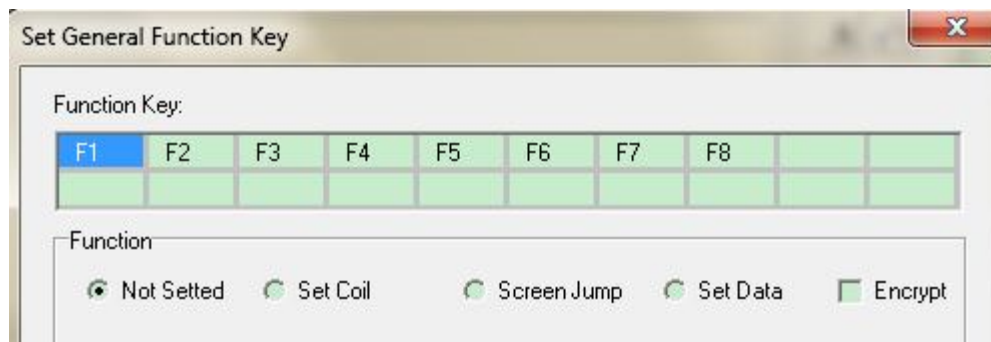 Set General Function Key
Function Key:
F1 F2 F3 F4 F5 F6 F7 F8
Function
Not Setted Set Coil Screen Jump Set Data Encrypt